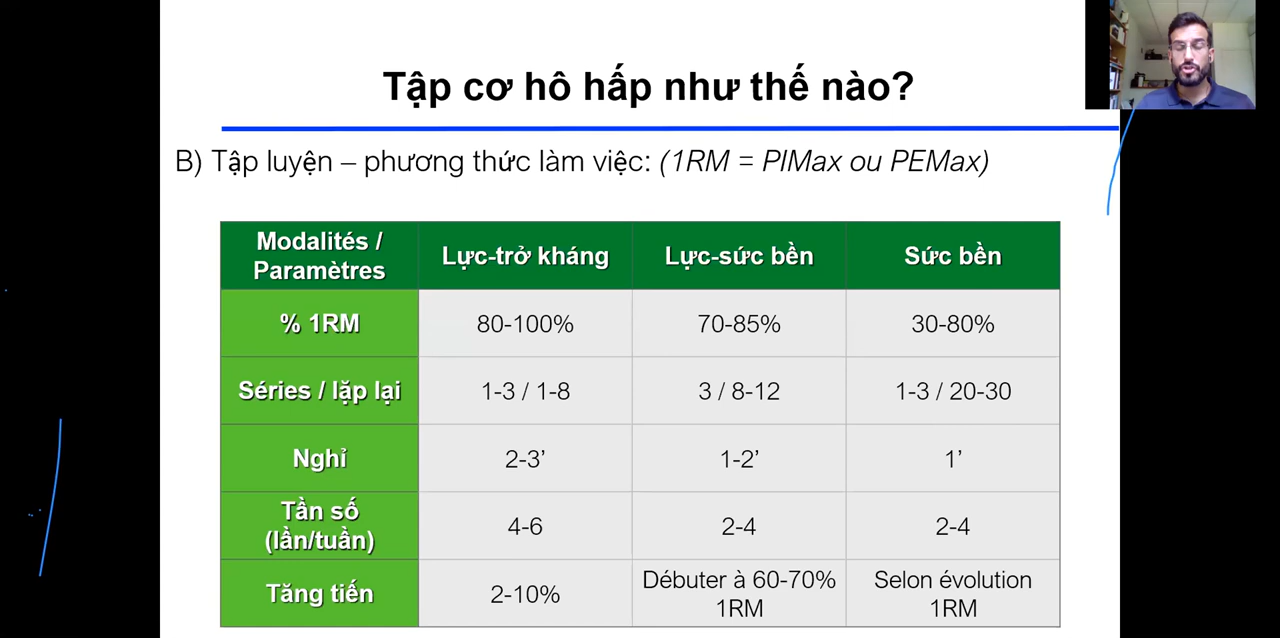 Tập cơ hô hấp như thế nào?
B) Tập luyện – phương thức làm việc: (1RM = PIMax ou PEMax)
Modalités / Paramètres
Lực-trở kháng
Lực-sức bền
Sức bền
% 1RM
80-100%
70-85%
30-80%
Séries / lặp lại
1-3 / 1-8
3 / 8-12
1-3 / 20-30
Nghỉ
2-3’
1-2’
1’
Tần số (lần/tuần)
4-6
2-4
2-4
Tăng tiến
2-10%
Débuter à 60-70% 1RM
Selon évolution 1RM